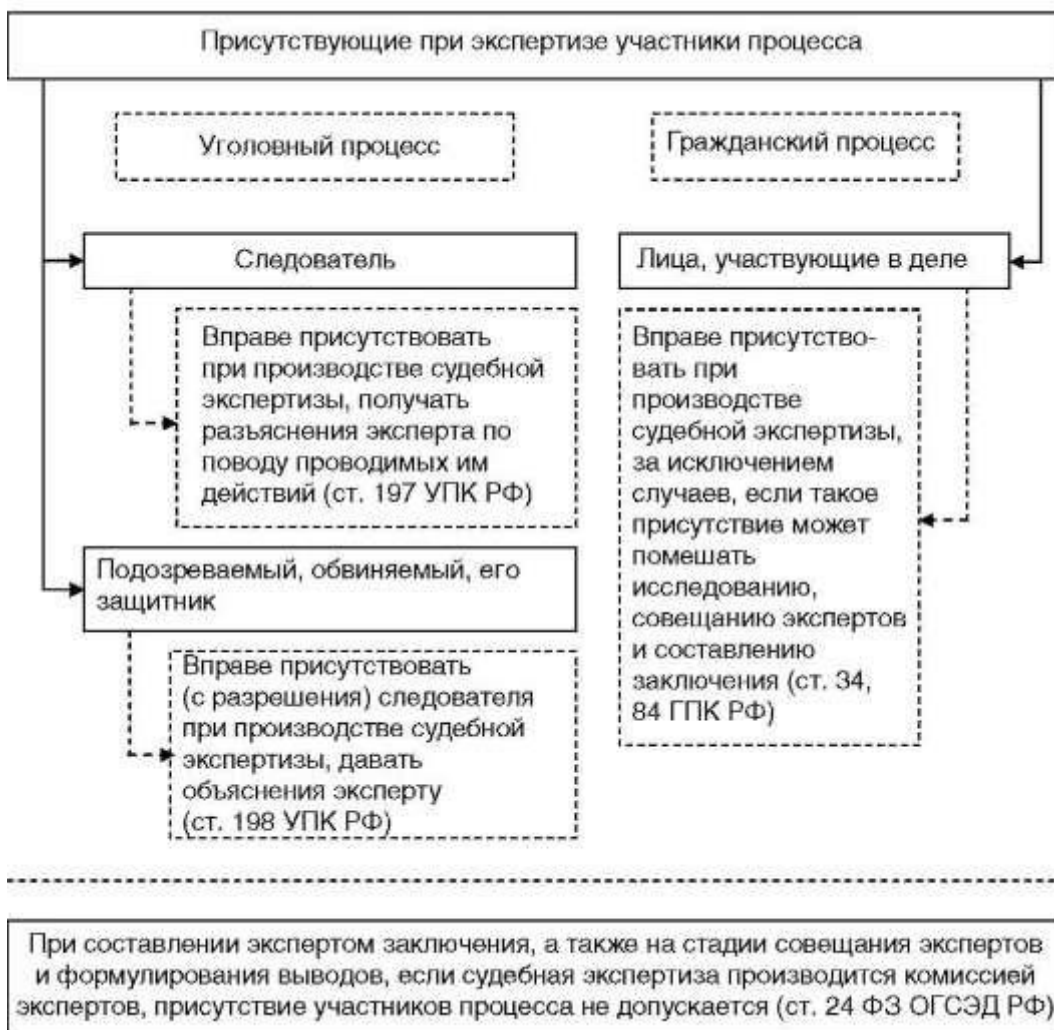 Присутствующие при экспертизе участники процесса
Уголовный процесс
Гражданский процесс
Следователь
Вправе присутствовать
при производстве судебной
экспертизы, получать
разъяснения эксперта по
поводу проводимых им
действий (ст. 197 УПК РФ)
Подозреваемый, обвиняемый, его
защитник
Вправе присутствовать
(с разрешения) следователя
при производстве судебной
экспертизы, давать
объяснения эксперту
(ст. 198 УПК РФ)
Лица, участвующие в деле
Вправе присутство-
вать при
производстве
судебной экспертизы,
за исключением
случаев, если такое
присутствие может
помешать
исследованию,
совещанию экспертов
и составлению
заключения (ст. 34,
84 ГПК РФ)
При составлении экспертом заключения, а также на стадии совещания экспертов
и формулирования выводов, если судебная экспертиза производится комиссией
экспертов, присутствие участников процесса не допускается (ст. 24 ФЗ ОГСЭД РФ)